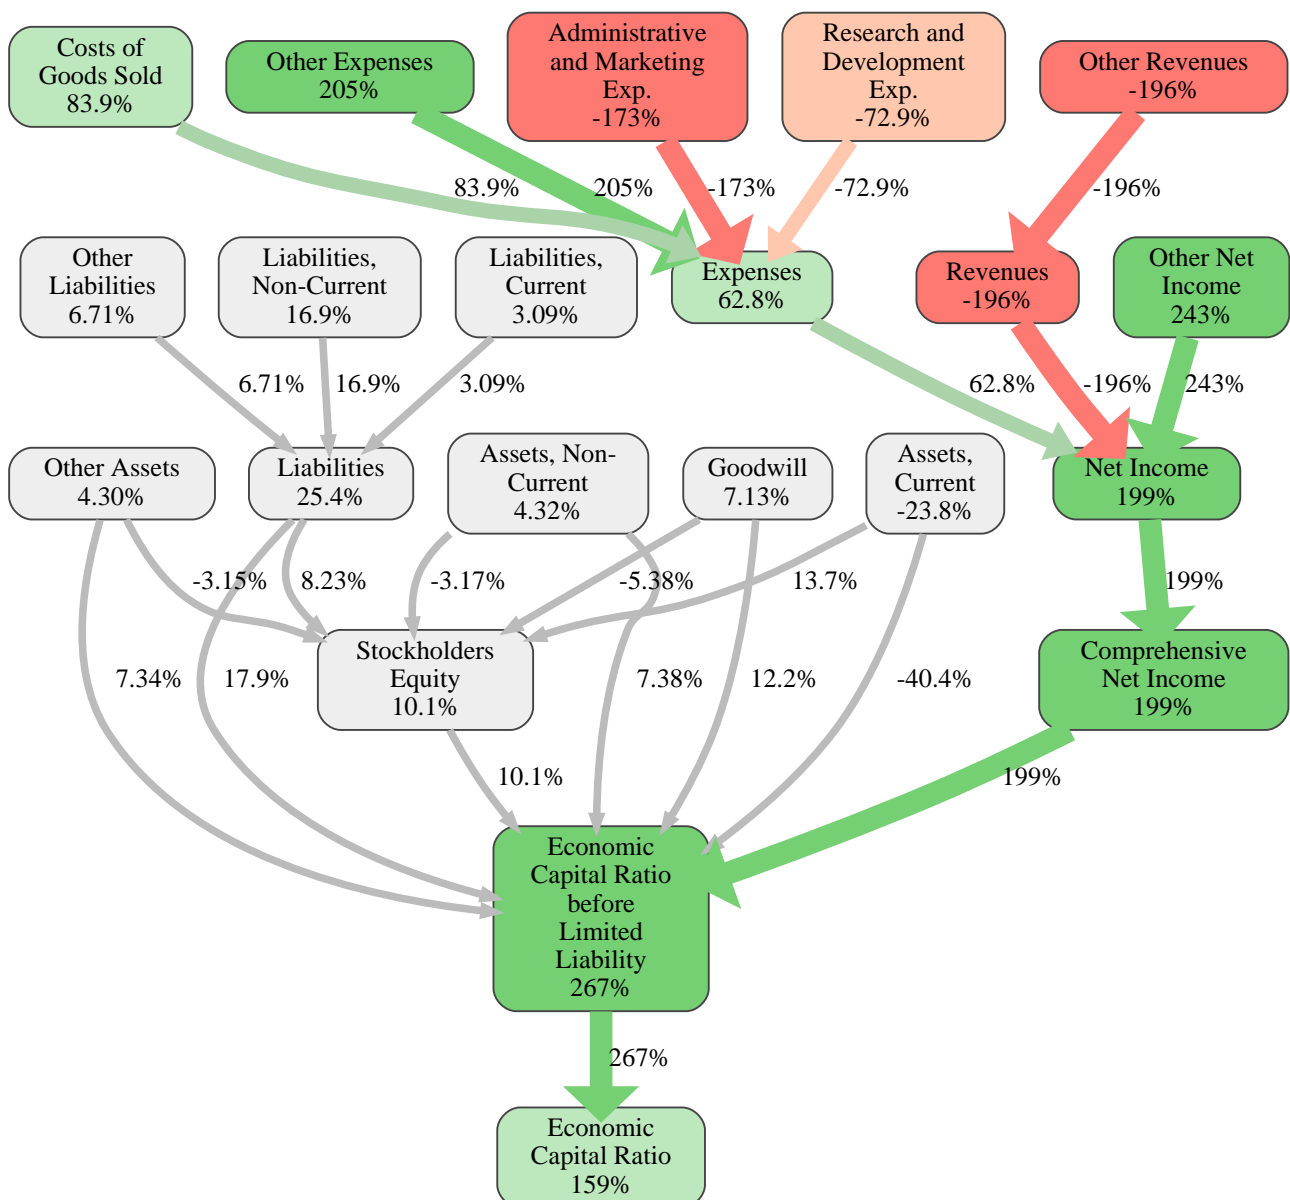 Costs of
Goods Sold
83.9%
Other Expenses
205%
Administrative
and Marketing
Exp.
-173%
Research and
Development
Exp.
-72.9%
Other Revenues
-196%
83.9%
205%
-173%
-72.9%
-196%
Other
Liabilities
6.71%
Liabilities,
Non-Current
16.9%
Liabilities,
Current
3.09%
Expenses
62.8%
Revenues
-196%
Other Net
Income
243%
6.71%
16.9%
3.09%
62.8%
-196%
243%
Other Assets
4.30%
Liabilities
25.4%
Assets, Non-
Current
4.32%
Goodwill
7.13%
Assets,
Current
-23.8%
Net Income
199%
-3.15%
8.23%
-3.17%
-5.38%
13.7%
199%
Stockholders
Equity
10.1%
Comprehensive
Net Income
199%
7.34%
17.9%
7.38%
12.2%
-40.4%
10.1%
199%
Economic
Capital Ratio
before
Limited
Liability
267%
267%
Economic
Capital Ratio
159%